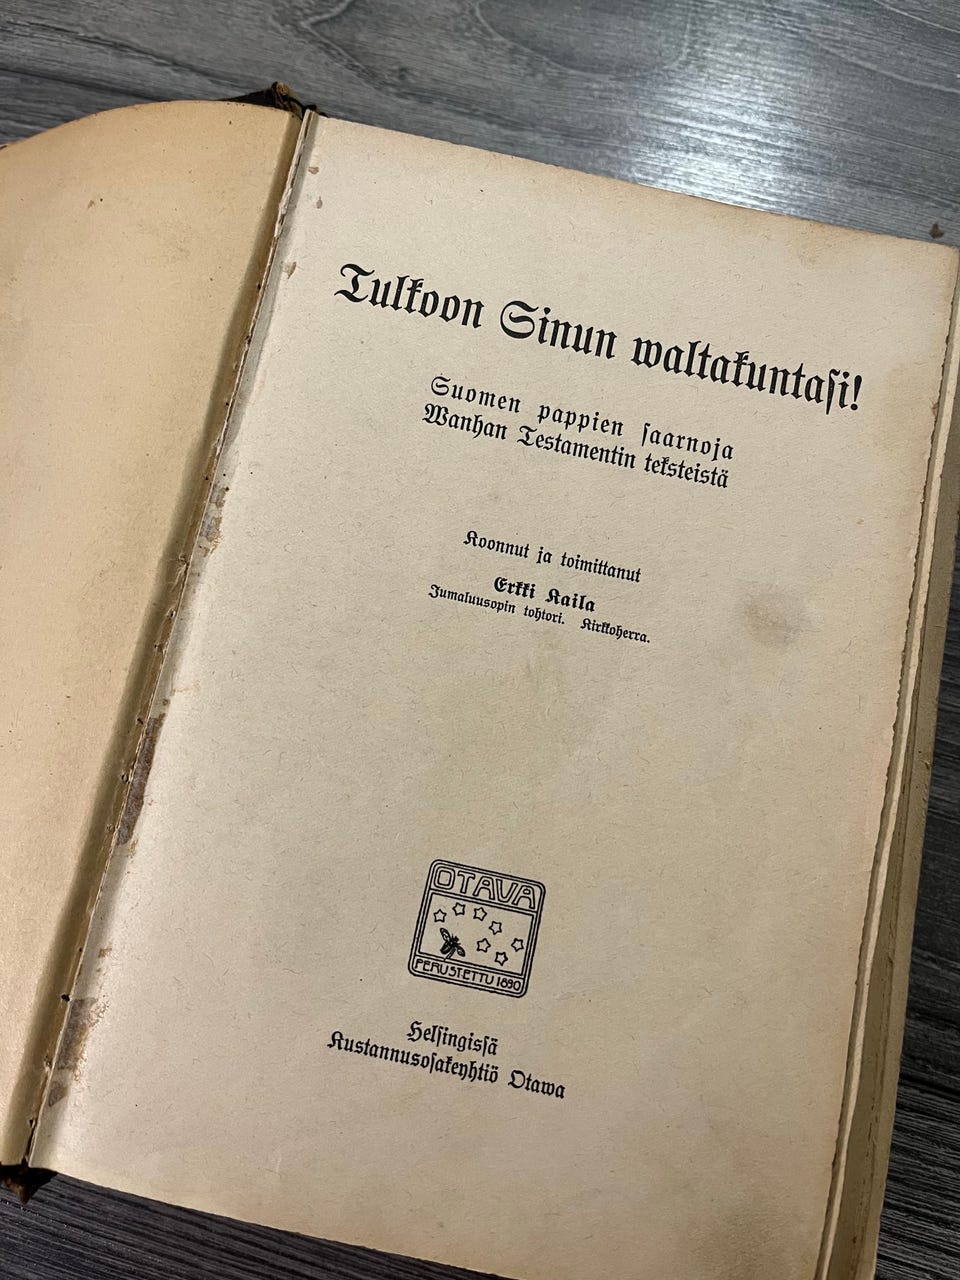 Tulkoon Sinun waltakuntasi!
Suomen pappien saarnoja
Wanhan Testamentin teksteistä
Koonnut ja toimittanut
Erkki Kaila
Jumaluusopin tohtori. Kirkkoherra.
OTAVA
PERUSTETTU 1890
Helsingissä
Kustannusosakeyhtiö Otawa